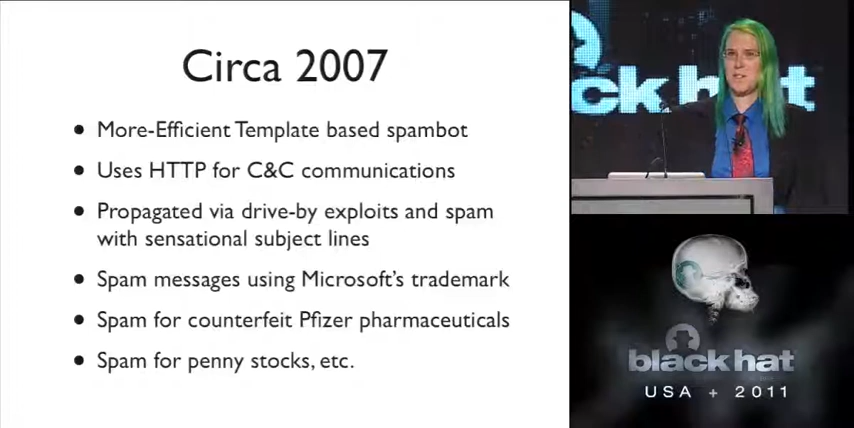 Circa 2007
• More-Efficient Template based spambot
• Uses HTTP for C&C communications
• Propagated via drive-by exploits and spam
with sensational subject lines
• Spam messages using Microsoft's trademark
• Spam for counterfeit Pfizer pharmaceuticals
• Spam for penny stocks, etc.
ck hat
black hat
USA + 2011